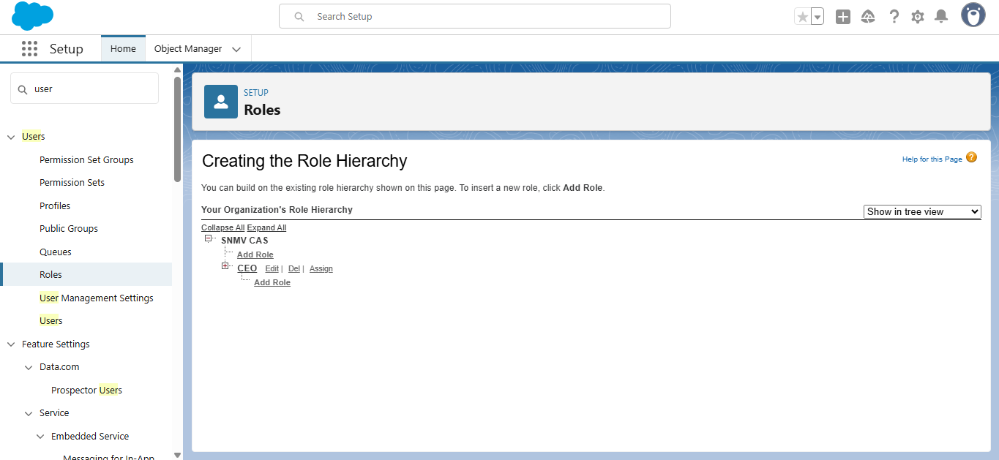 Search Setup
Setup
Home
Object Manager
user
Users
Permission Set Groups
Permission Sets
Profiles
Public Groups
Queues
Roles
User Management Settings
Users
Feature Settings
Data.com
Prospector Users
Service
Embedded Service
Messaging for In-App
SETUP
Roles
Creating the Role Hierarchy
Help for this Page ?
You can build on the existing role hierarchy shown on this page. To insert a new role, click Add Role.
Your Organization's Role Hierarchy
Show in tree view
Collapse All Expand All
SNMV CAS
Add Role
CEO Edit | Del | Assign
Add Role